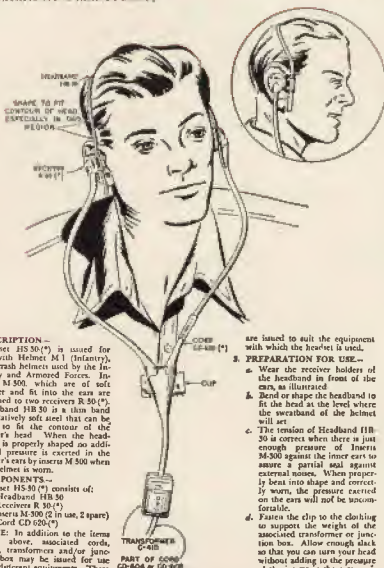 HEADBAND
HB 30
SHAPE TO FIT
CONTOUR OF HEAD
ESPECIALLY IN THIS
REGION
RECEIVER
R-30 (*)
CORD
CD-620 (*)
CLIP
TRANSFORMER
C-410
PART OF CORD
CD-604 or CD-605
RIPTION—
set HS 30-(*) is issued for
with Helmet M 1 (Infantry),
rash helmets used by the In-
y and Armored Forces. In-
M-300, which are of soft
er and fit into the ears are
ned to two receivers R 30-(*).
band HB 30 is a thin band
atively soft steel that can be
to fit the contour of the
r's head When the head-
is properly shaped no addi-
l pressure is exerted in the
r's ears by inserts M 300 when
elmet is worn.
PONENTS—
set HS 30 (*) consists of:
Headband HB 30
Receivers R 30 (*)
Inserts M-300 (2 in use, 2 spare)
Cord CD 620-(*)
E: In addition to the items
above, associated cords,
transformers and/or junc-
box may be issued for use
different equipments. These
are issued to suit the equipment
with which the headset is used.
3. PREPARATION FOR USE—
a. Wear the receiver holders of
the headband in front of the
ears, as illustrated
b. Bend or shape the headband to
fit the head at the level where
the sweatband of the helmet
will set
c. The tension of Headband HB-
30 is correct when there is just
enough pressure of Inserts
M-300 against the inner ears to
assure a partial seal against
external noises. When proper-
ly bent into shape and correct-
ly worn, the pressure exerted
on the ears will not be uncom-
fortable.
d. Fasten the clip to the clothing
to support the weight of the
associated transformer or junc-
tion box. Allow enough slack
so that you can turn your head
without adding to the pressure